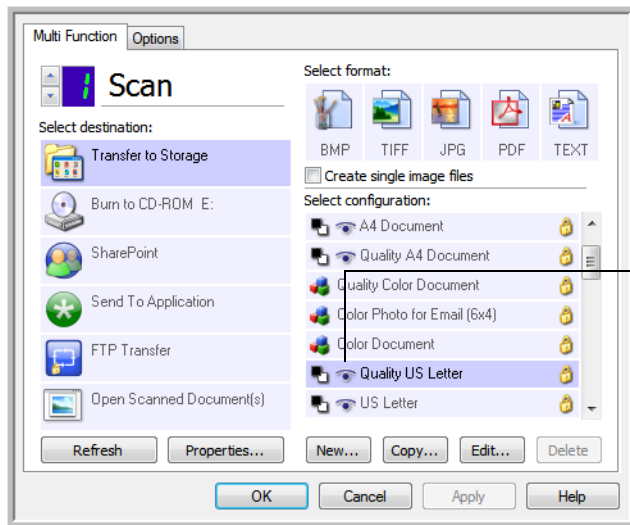 Multi Function
Options
1
Scan
Select destination:
Transfer to Storage
Burn to CD-ROM E:
SharePoint
Send To Application
FTP Transfer
Open Scanned Document(s)
Refresh
Properties...
Select format:
BMP
TIFF
JPG
PDF
TEXT
Create single image files
Select configuration:
A4 Document
Quality A4 Document
Quality Color Document
Color Photo for Email (6x4)
Color Document
Quality US Letter
US Letter
New...
Copy...
Edit...
Delete
OK
Cancel
Apply
Help